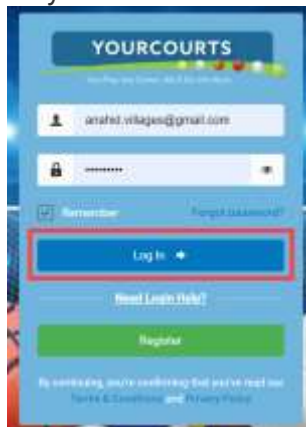 YOURCOURTS
anahid.villages@gmail.com
Remember
Forgot password?
Log In
Need Login Help?
Register
By continuing, you're confirming that you've read our
Terms & Conditions and Privacy Policy